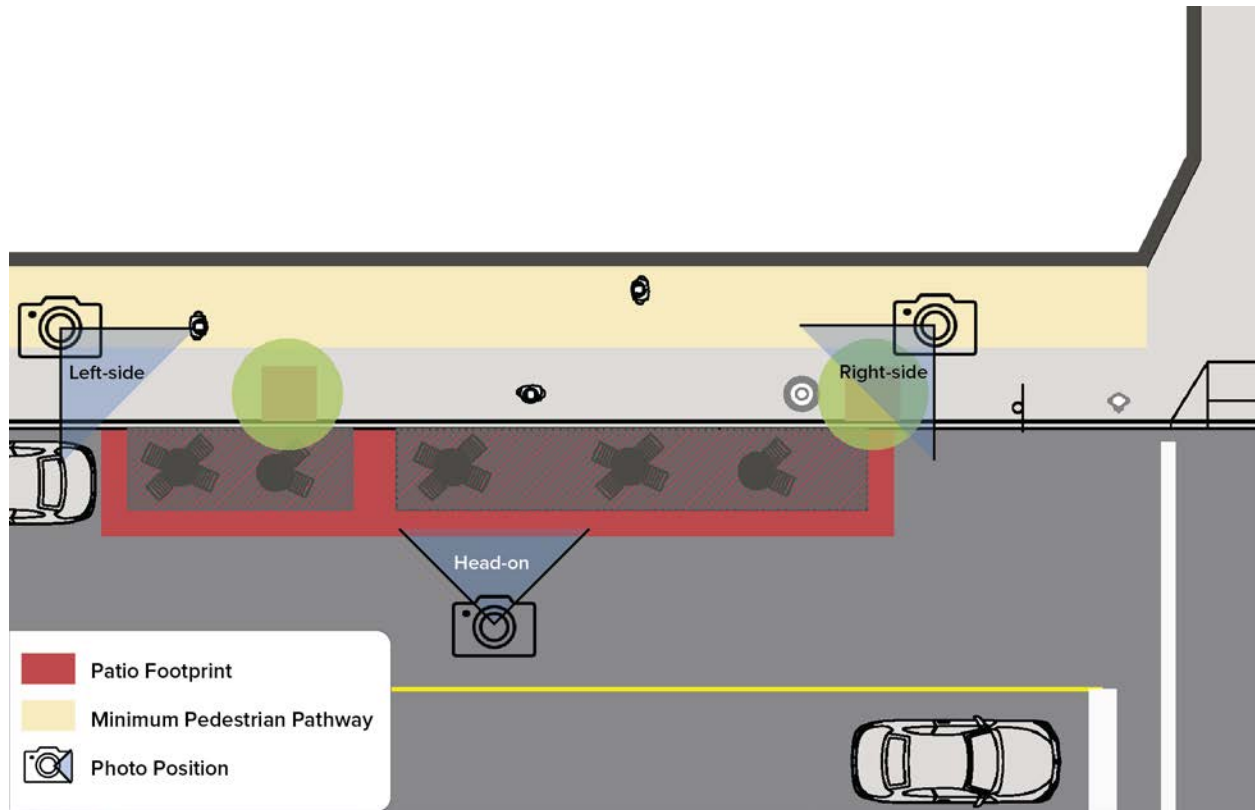 Left-side
Right-side
Head-on
Patio Footprint
Minimum Pedestrian Pathway
Photo Position